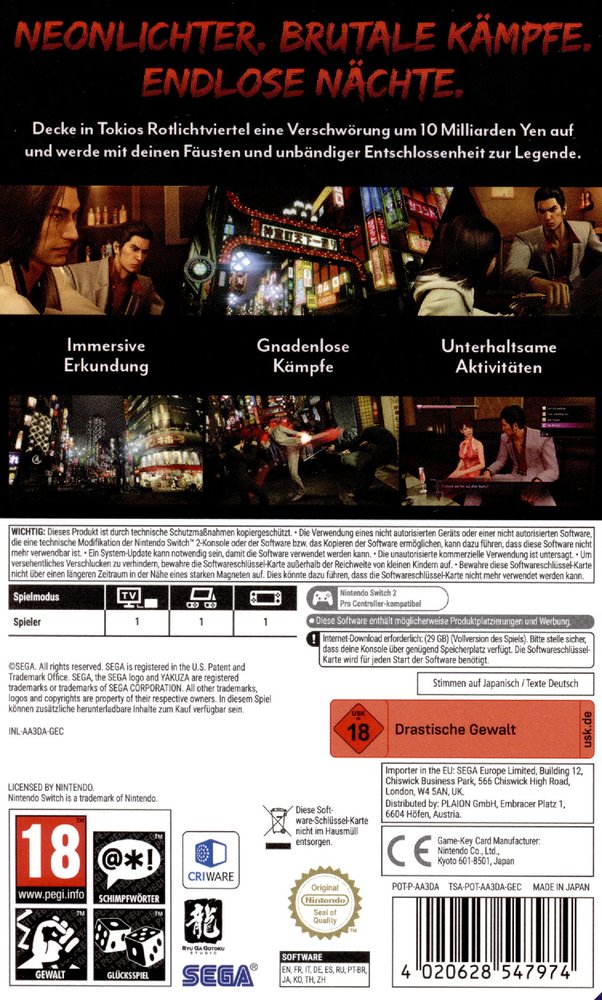 NEONLICHTER. BRUTALE KÄMPFE.
ENDLOSE NÄCHTE.
Decke in Tokios Rotlichtviertel eine Verschwörung um 10 Milliarden Yen auf
und werde mit deinen Fäusten und unbändiger Entschlossenheit zur Legende.
Immersive
Erkundung
Gnadenlose
Kämpfe
Unterhaltsame
Aktivitäten
WICHTIG: Dieses Produkt ist durch technische Schutzmaßnahmen kopiergeschützt. • Die Verwendung eines nicht autorisierten Geräts oder einer nicht autorisierten Software,
die eine technische Modifikation der Nintendo Switch™ 2-Konsole oder der Software bzw. das Kopieren der Software ermöglichen, kann dazu führen, dass diese Software nicht
mehr verwendbar ist. • Ein System-Update kann notwendig sein, damit die Software verwendet werden kann. • Die unautorisierte kommerzielle Verwendung ist untersagt. • Um
versehentliches Verschlucken zu verhindern, bewahre die Softwareschlüssel-Karte außerhalb der Reichweite von kleinen Kindern auf. • Bewahre diese Softwareschlüssel-Karte
nicht über einen längeren Zeitraum in der Nähe eines starken Magneten auf. Dies könnte dazu führen, dass die Softwareschlüssel-Karte nicht mehr verwendet werden kann.
Spielmodus TV
Spieler 1 1 1
Nintendo Switch 2
Pro Controller-kompatibel
• Diese Software enthält möglicherweise Produktplatzierungen und Werbung.
! Internet-Download erforderlich: (29 GB) (Vollversion des Spiels). Bitte stelle sicher,
dass deine Konsole über genügend Speicherplatz verfügt. Die Softwareschlüssel-
Karte wird für jeden Start der Software benötigt.
Stimmen auf Japanisch / Texte Deutsch
©SEGA. All rights reserved. SEGA is registered in the U.S. Patent and
Trademark Office. SEGA, the SEGA logo and YAKUZA are registered
trademarks or trademarks of SEGA CORPORATION. All other trademarks,
logos and copyrights are property of their respective owners. In diesem Spiel
können zusätzliche herunterladbare Inhalte zum Kauf verfügbar sein.
INL-AA3DA-GEC
USK
ab
18
Drastische Gewalt
usk.de
LICENSED BY NINTENDO.
Nintendo Switch is a trademark of Nintendo.
Importer in the EU: SEGA Europe Limited, Building 12,
Chiswick Business Park, 566 Chiswick High Road,
London, W4 5AN, UK.
Distributed by: PLAION GmbH, Embracer Platz 1,
6604 Höfen, Austria.
Diese Soft-
ware-Schlüssel-Karte
nicht im Hausmüll
entsorgen.
CE
Game-Key Card Manufacturer:
Nintendo Co., Ltd.,
Kyoto 601-8501, Japan
18
www.pegi.info
@*!
SCHIMPFWÖRTER
GEWALT
GLÜCKSSPIEL
CRIWARE
龍
RYU GA GOTOKU
STUDIO
SEGA®
Original
Nintendo
Seal of
Quality
TM
SOFTWARE
EN, FR, IT, DE, ES, RU, PT-BR,
JA, KO, TH, ZH
POT-P-AA3DA TSA-POT-AA3DA-GEC MADE IN JAPAN
4 020628 547974